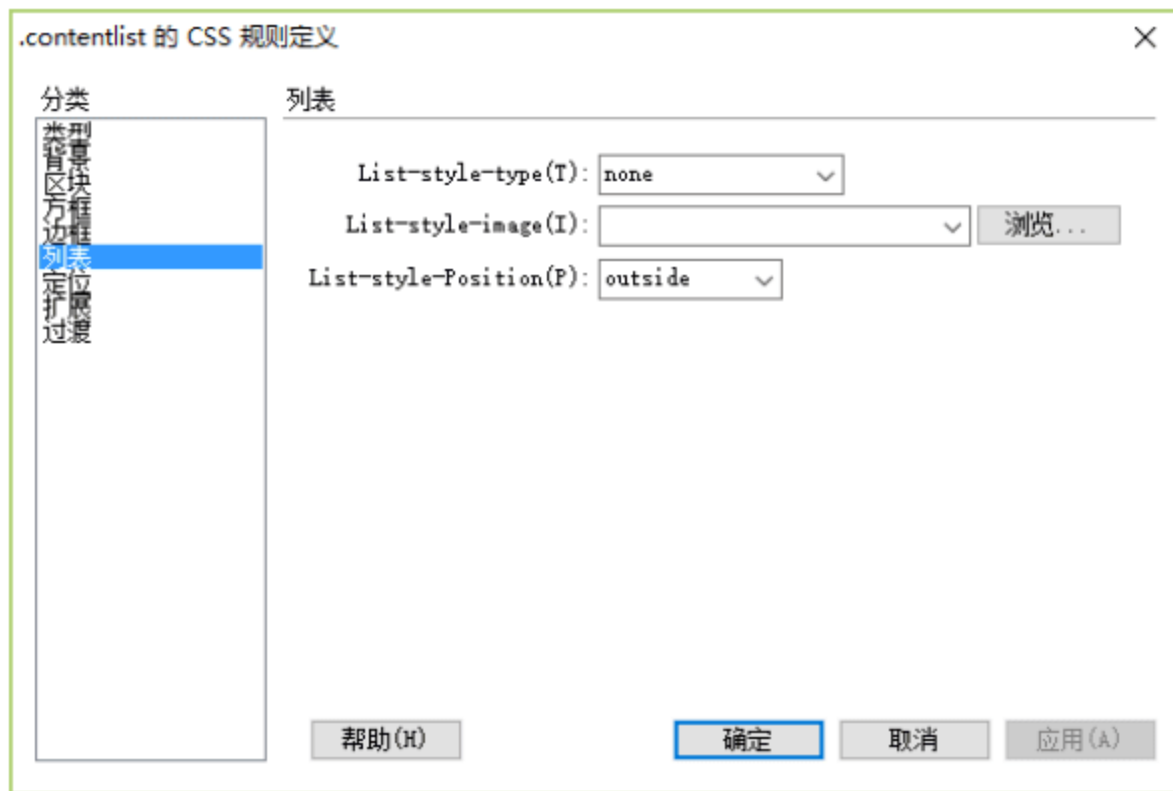 .contentlist 的 CSS 规则定义
分类
类型
背景
区块
方框
边框
列表
定位
扩展
过渡
列表
List-style-type(T): none
List-style-image(I): 浏览...
List-style-Position(P): outside
帮助(H) 确定 取消 应用(A)